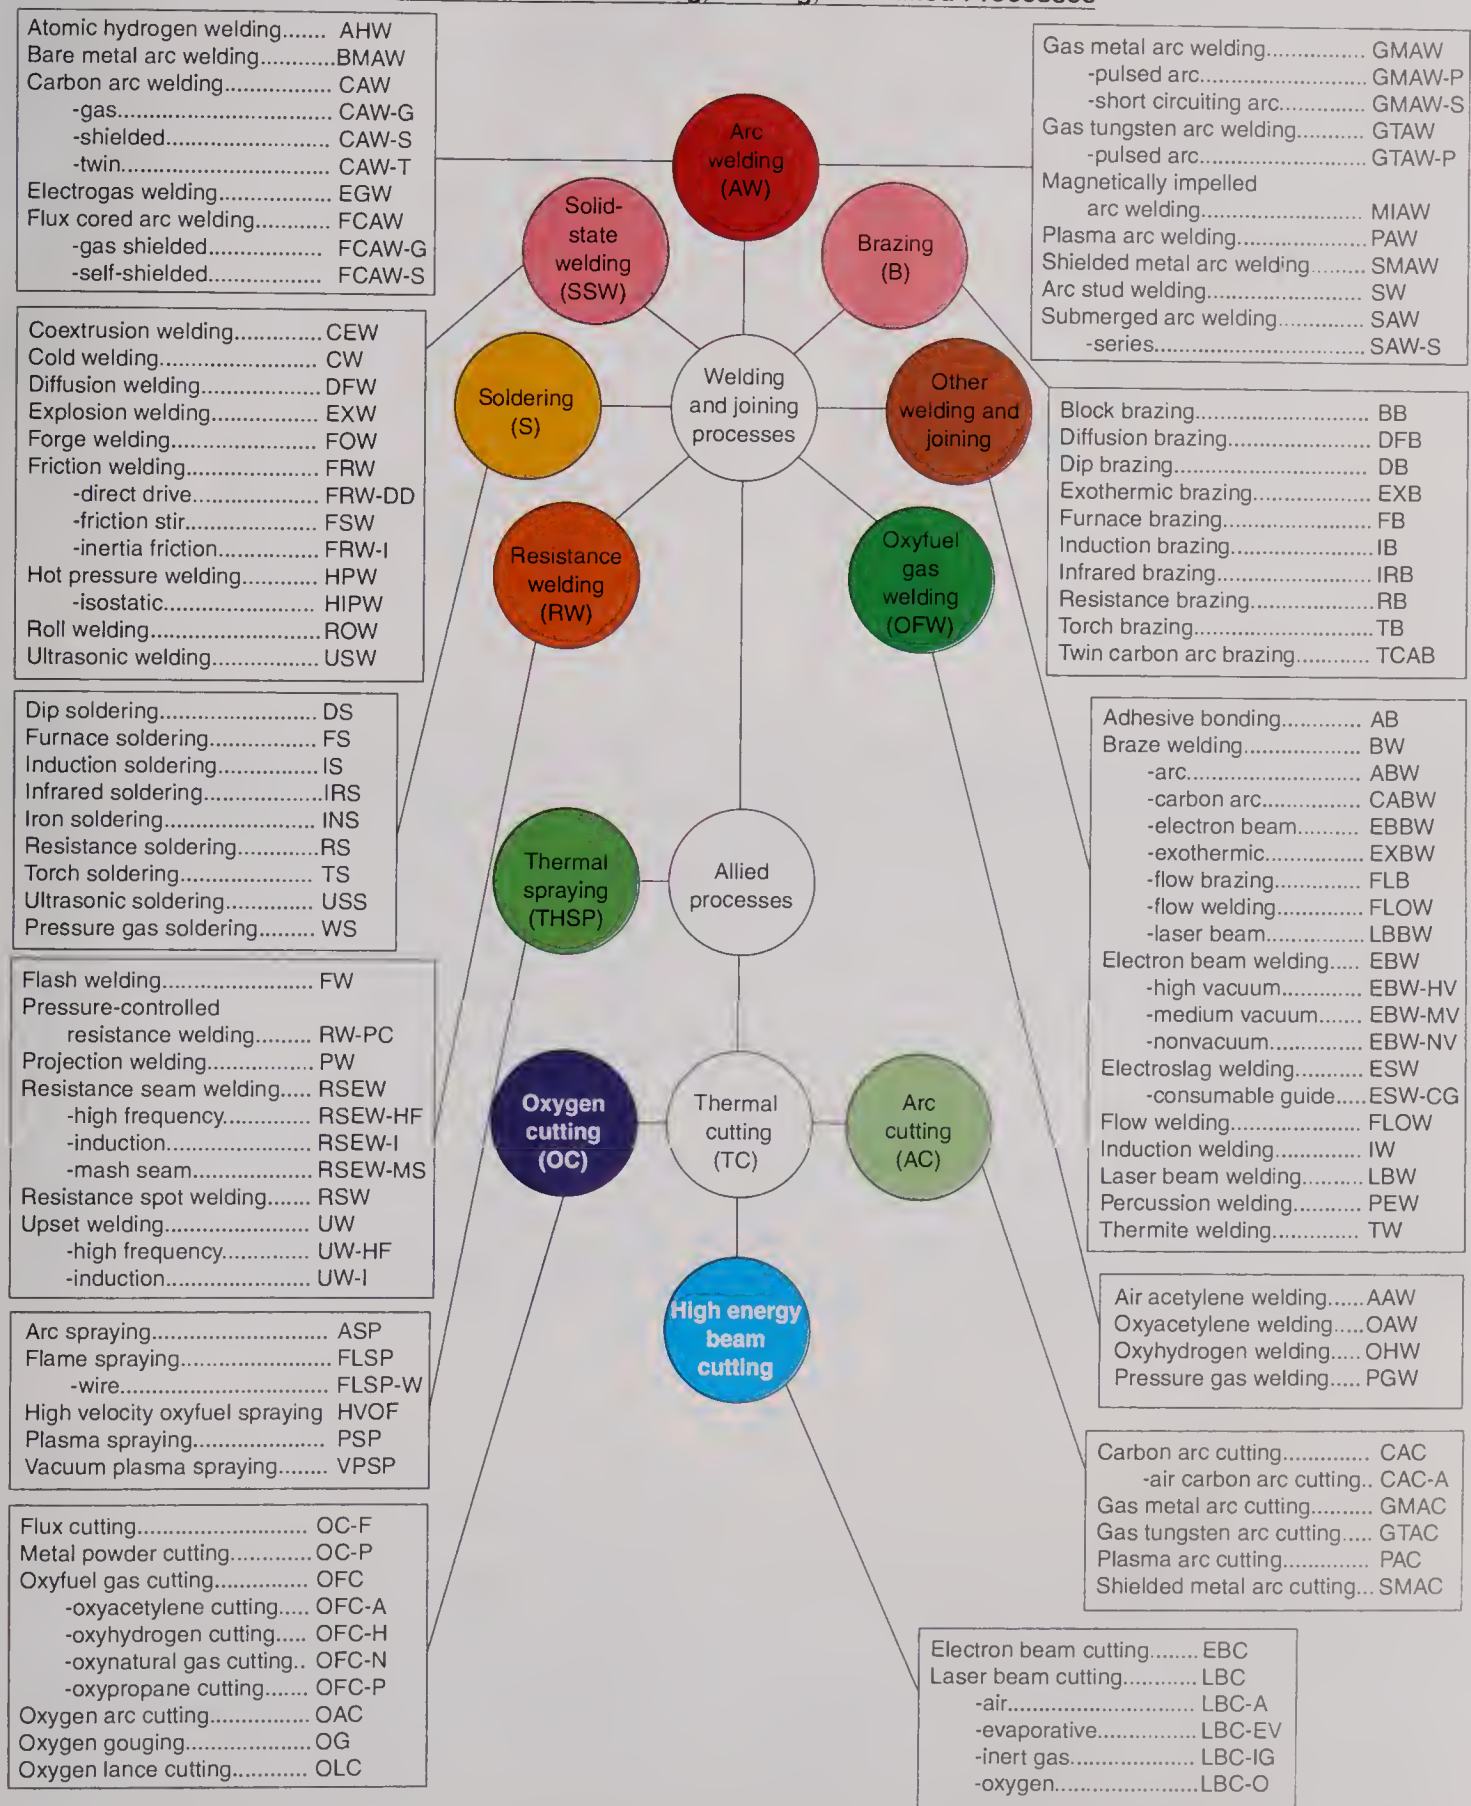 Atomic hydrogen welding....... AHW
Bare metal arc welding............BMAW
Carbon arc welding................. CAW
-gas................................. CAW-G
-shielded......................... CAW-S
-twin................................ CAW-T
Electrogas welding................. EGW
Flux cored arc welding............ FCAW
-gas shielded................... FCAW-G
-self-shielded................... FCAW-S
Coextrusion welding..............CEW
Cold welding......................... CW
Diffusion welding................... DFW
Explosion welding.................. EXW
Forge welding....................... FOW
Friction welding..................... FRW
-direct drive.................... FRW-DD
-friction stir..................... FSW
-inertia friction................ FRW-I
Hot pressure welding............ HPW
-isostatic......................... HIPW
Roll welding.......................... ROW
Ultrasonic welding................ USW
Dip soldering......................... DS
Furnace soldering................. FS
Induction soldering................ IS
Infrared soldering.................. IRS
Iron soldering........................ INS
Resistance soldering.............RS
Torch soldering..................... TS
Ultrasonic soldering.............. USS
Pressure gas soldering......... WS
Flash welding........................ FW
Pressure-controlled
resistance welding......... RW-PC
Projection welding................. PW
Resistance seam welding..... RSEW
-high frequency.............. RSEW-HF
-induction....................... RSEW-I
-mash seam................... RSEW-MS
Resistance spot welding....... RSW
Upset welding....................... UW
-high frequency.............. UW-HF
-induction....................... UW-I
Arc spraying............................ ASP
Flame spraying....................... FLSP
-wire.................................. FLSP-W
High velocity oxyfuel spraying HVOF
Plasma spraying...................... PSP
Vacuum plasma spraying........ VPSP
Flux cutting............................ OC-F
Metal powder cutting............. OC-P
Oxyfuel gas cutting............... OFC
-oxyacetylene cutting..... OFC-A
-oxyhydrogen cutting..... OFC-H
-oxynatural gas cutting.. OFC-N
-oxypropane cutting....... OFC-P
Oxygen arc cutting................ OAC
Oxygen gouging.................... OG
Oxygen lance cutting............ OLC
Arc
welding
(AW)
Solid-
state
welding
(SSW)
Brazing
(B)
Soldering
(S)
Welding
and joining
processes
Other
welding and
joining
Resistance
welding
(RW)
Oxyfuel
gas
welding
(OFW)
Thermal
spraying
(THSP)
Allied
processes
Oxygen
cutting
(OC)
Thermal
cutting
(TC)
Arc
cutting
(AC)
High energy
beam
cutting
Gas metal arc welding............... GMAW
-pulsed arc........................... GMAW-P
-short circuiting arc.............. GMAW-S
Gas tungsten arc welding.......... GTAW
-pulsed arc........................... GTAW-P
Magnetically impelled
arc welding........................... MIAW
Plasma arc welding.................... PAW
Shielded metal arc welding........ SMAW
Arc stud welding......................... SW
Submerged arc welding............. SAW
-series.................................. SAW-S
Block brazing............................ BB
Diffusion brazing...................... DFB
Dip brazing............................... DB
Exothermic brazing................... EXB
Furnace brazing....................... FB
Induction brazing...................... IB
Infrared brazing........................ IRB
Resistance brazing................... RB
Torch brazing........................... TB
Twin carbon arc brazing............ TCAB
Adhesive bonding............. AB
Braze welding................... BW
-arc............................. ABW
-carbon arc................. CABW
-electron beam........... EBBW
-exothermic................ EXBW
-flow brazing............... FLB
-flow welding.............. FLOW
-laser beam................ LBBW
Electron beam welding..... EBW
-high vacuum............. EBW-HV
-medium vacuum....... EBW-MV
-nonvacuum............... EBW-NV
Electroslag welding.......... ESW
-consumable guide.....ESW-CG
Flow welding.................... FLOW
Induction welding............. IW
Laser beam welding......... LBW
Percussion welding.......... PEW
Thermite welding.............. TW
Air acetylene welding......AAW
Oxyacetylene welding.....OAW
Oxyhydrogen welding.....OHW
Pressure gas welding..... PGW
Carbon arc cutting............. CAC
-air carbon arc cutting.. CAC-A
Gas metal arc cutting.......... GMAC
Gas tungsten arc cutting..... GTAC
Plasma arc cutting.............. PAC
Shielded metal arc cutting... SMAC
Electron beam cutting........ EBC
Laser beam cutting............ LBC
-air............................... LBC-A
-evaporative................. LBC-EV
-inert gas..................... LBC-IG
-oxygen........................LBC-O